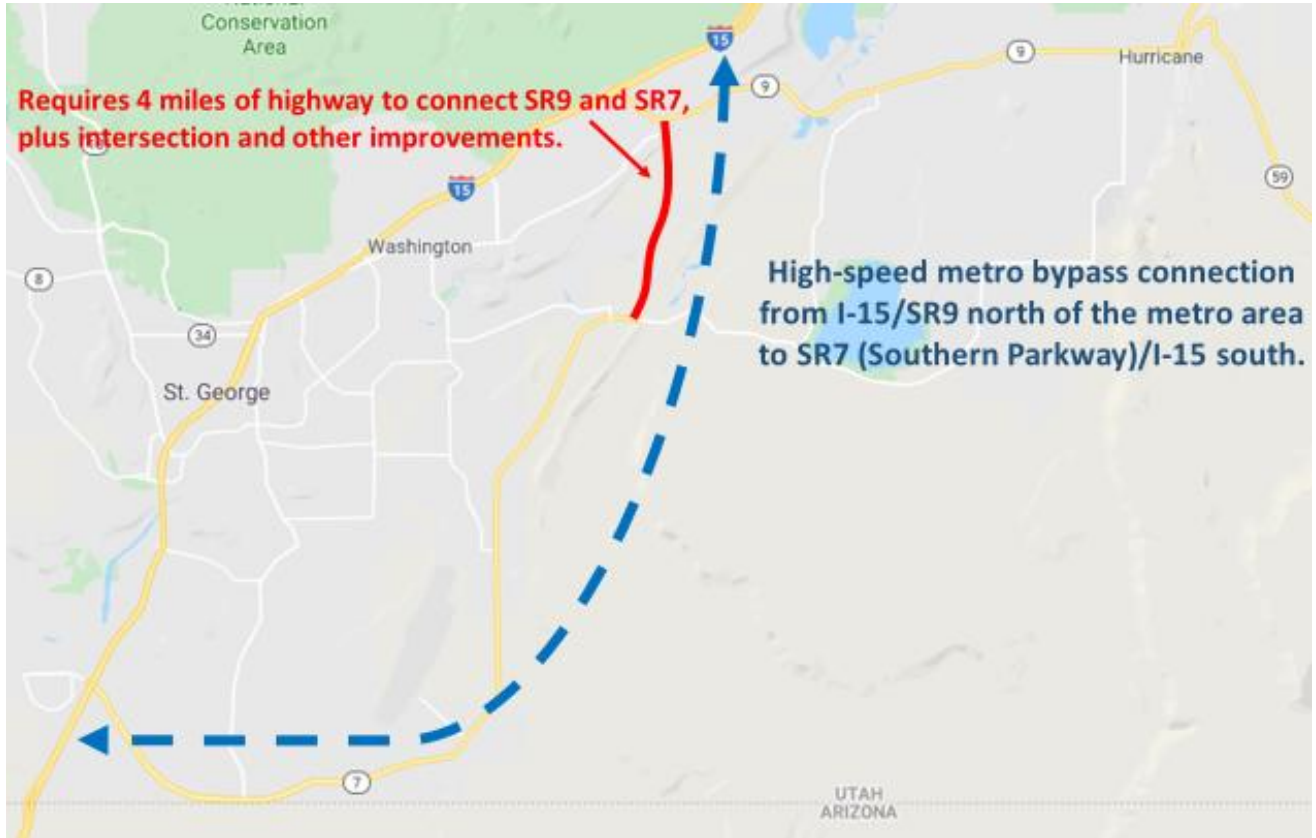 National
Conservation
Area
15
9
9
Hurricane
Requires 4 miles of highway to connect SR9 and SR7,
plus intersection and other improvements.
15
59
Washington
8
High-speed metro bypass connection
from I-15/SR9 north of the metro area
to SR7 (Southern Parkway)/I-15 south.
34
St. George
7
UTAH
ARIZONA